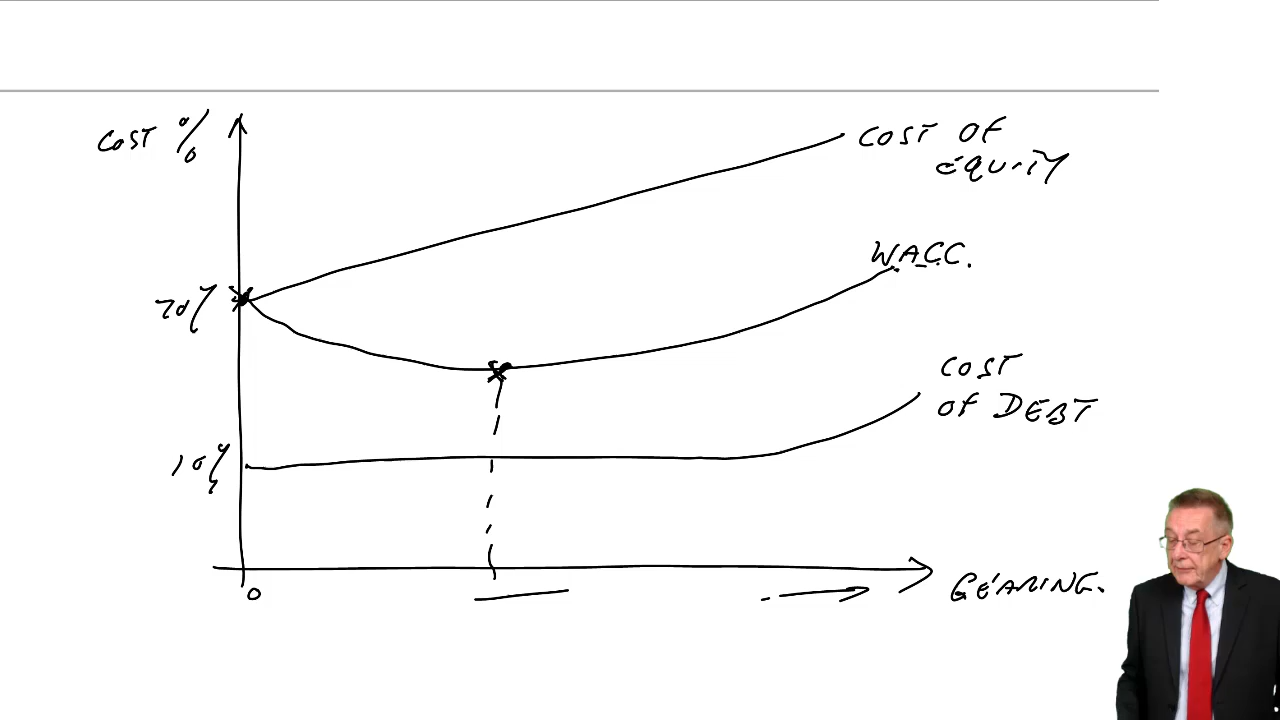 COST %
COST OF
EQUITY
W.A.C.C.
20%
COST
OF DEBT
10%
0
GEARING.